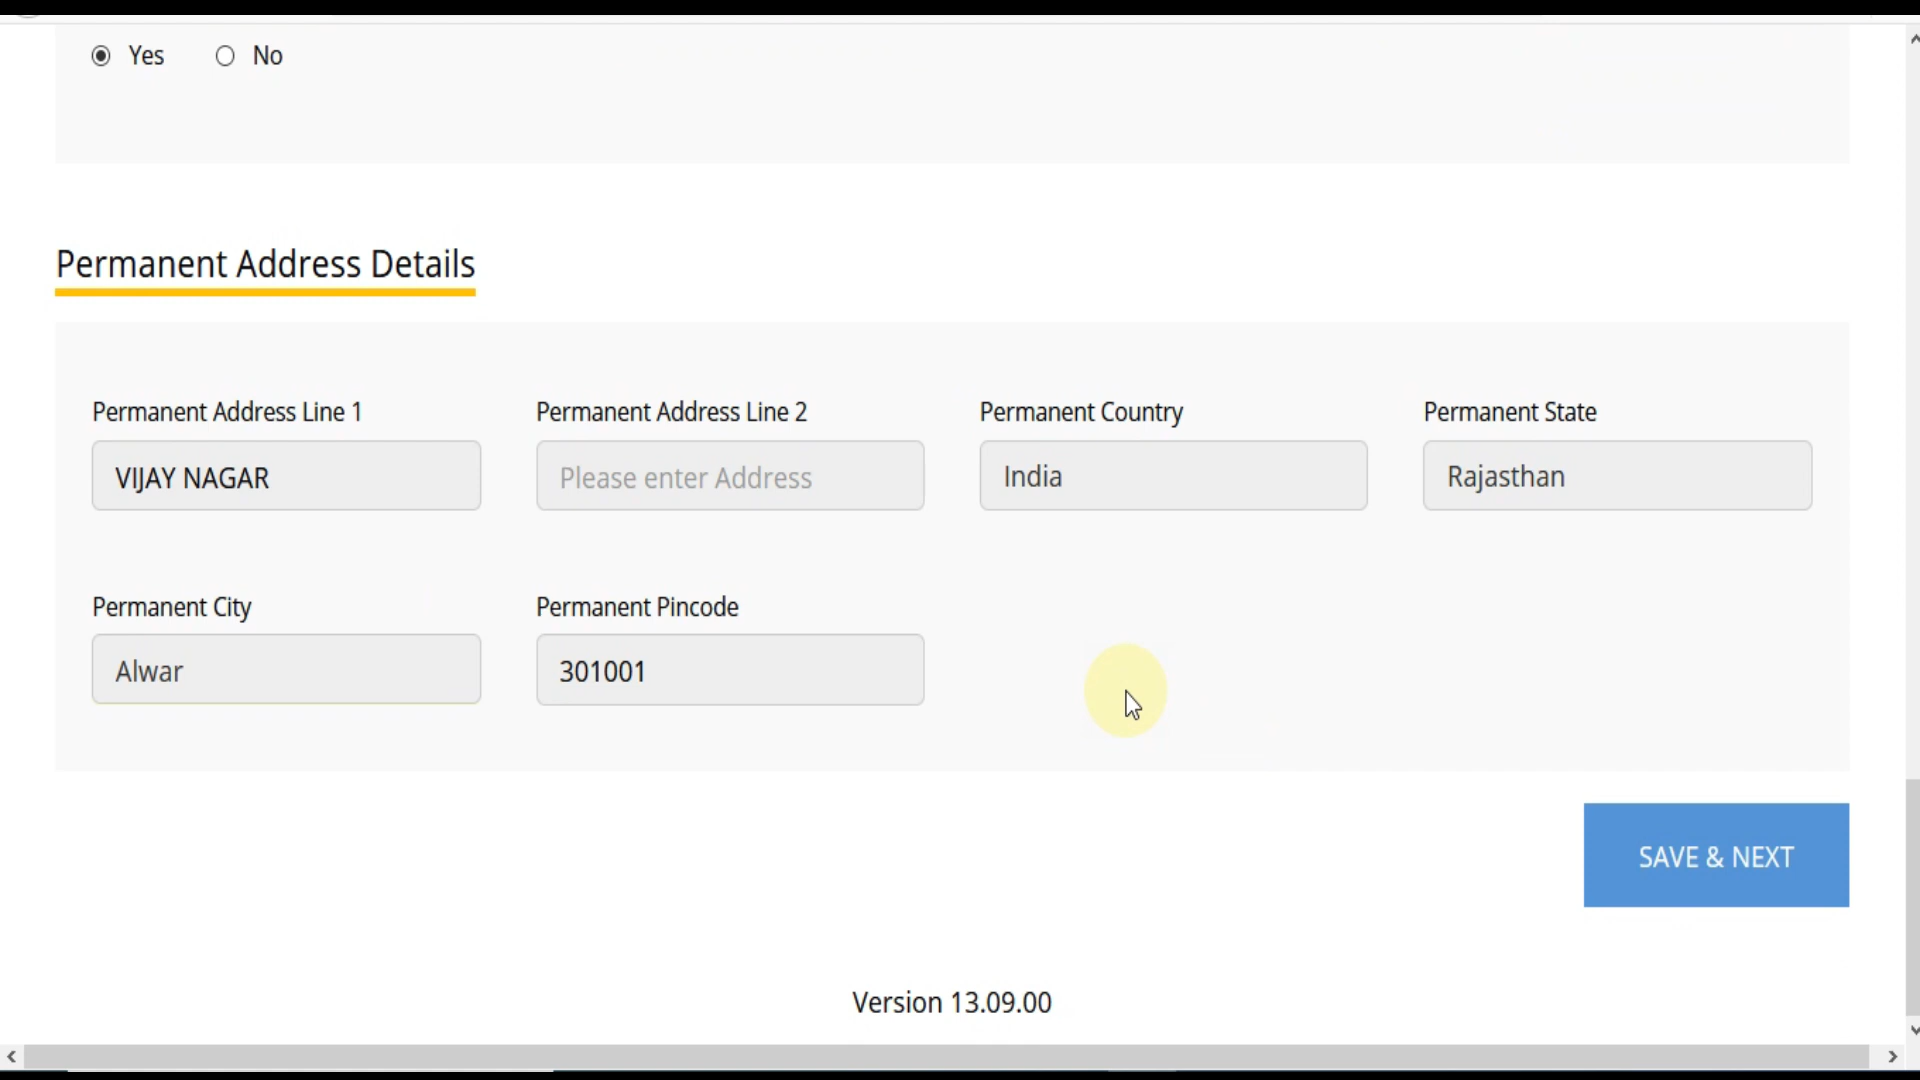 Yes No
Permanent Address Details
Permanent Address Line 1 Permanent Address Line 2 Permanent Country Permanent State
VIJAY NAGAR Please enter Address India Rajasthan
Permanent City Permanent Pincode
Alwar 301001
SAVE & NEXT
Version 13.09.00